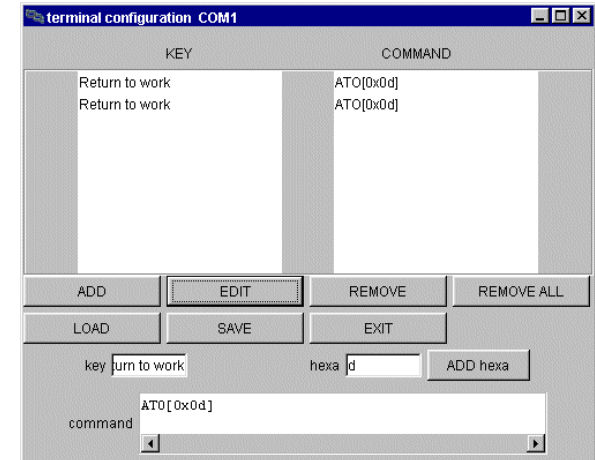 terminal configuration COM1
KEY COMMAND
Return to work ATO[0x0d]
Return to work ATO[0x0d]
ADD EDIT REMOVE REMOVE ALL
LOAD SAVE EXIT
key turn to work hexa d ADD hexa
command ATO[0x0d]